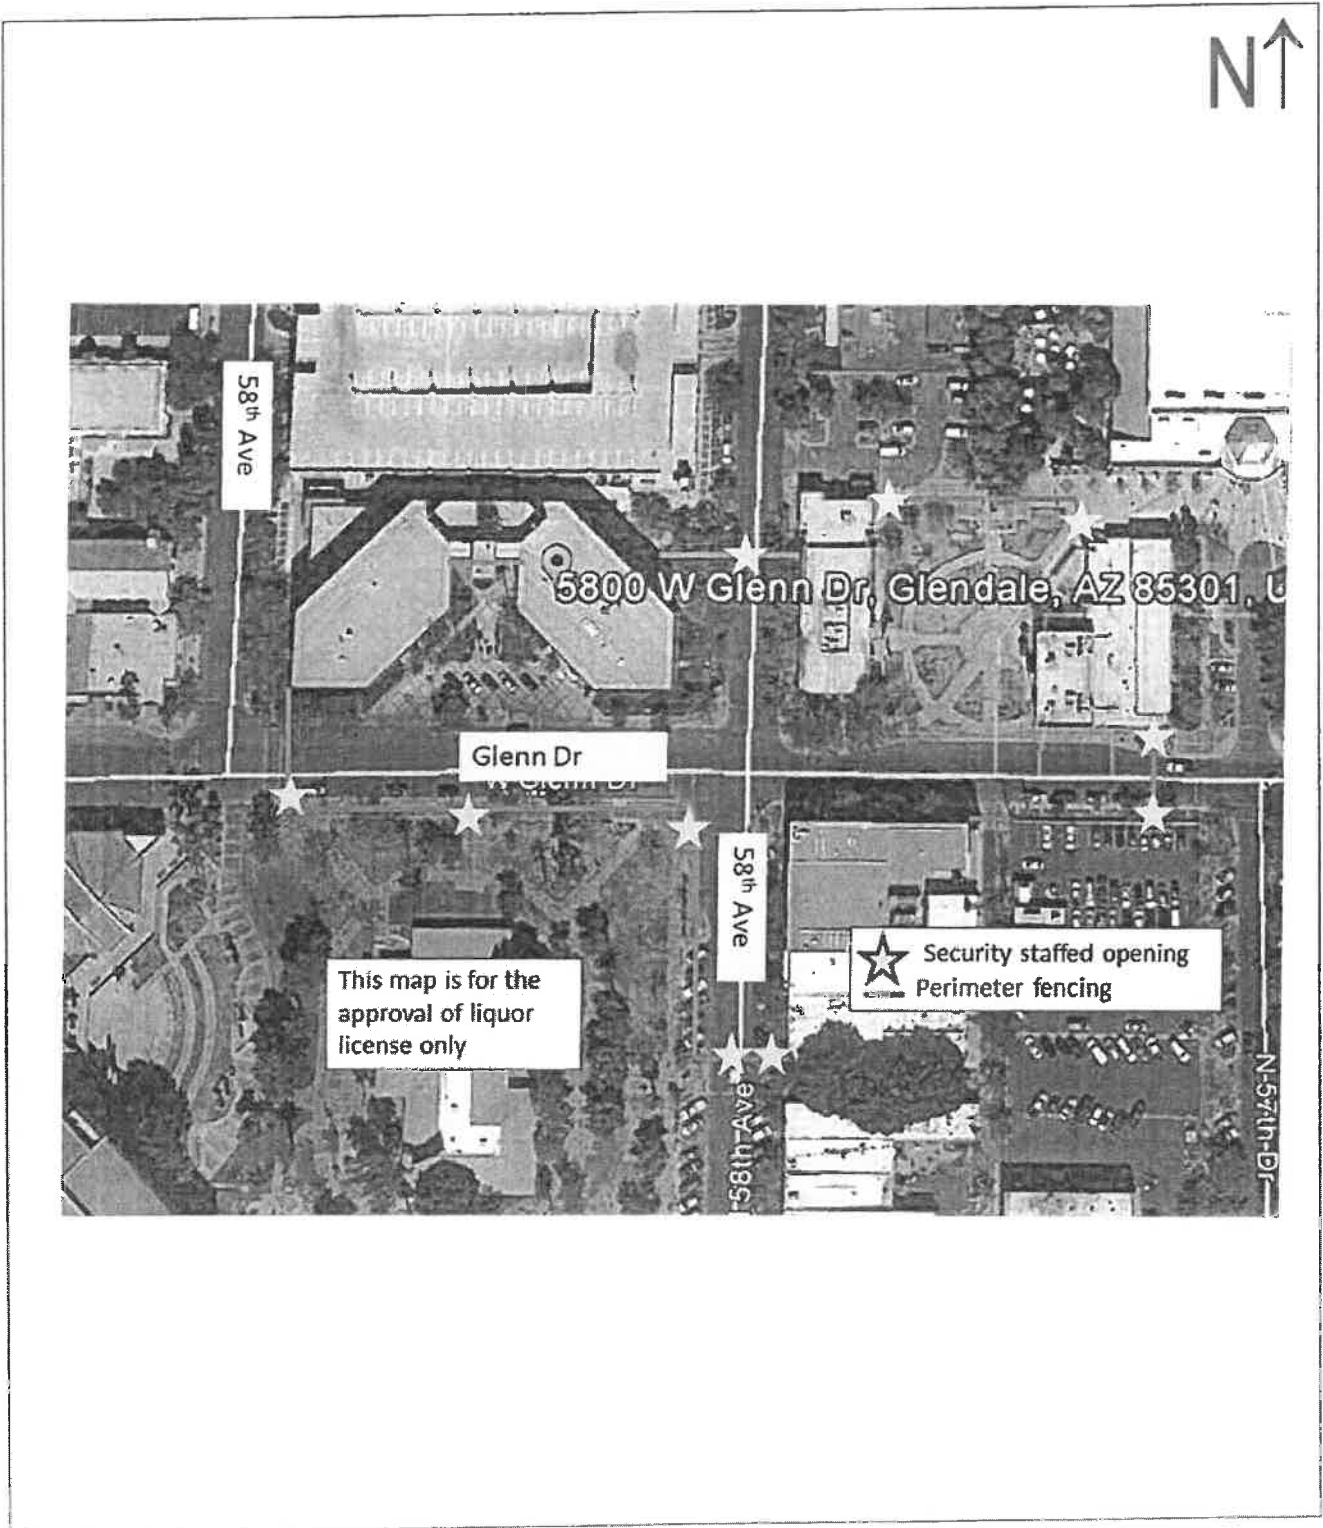 N
58th Ave
5800 W Glenn Dr, Glendale, AZ 85301, U
Glenn Dr
W Glenn Dr
58th Ave
Security staffed opening
Perimeter fencing
This map is for the
approval of liquor
license only
58th Ave
N 57th Dr